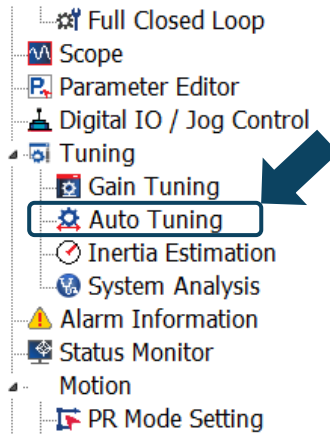 Full Closed Loop
Scope
Parameter Editor
Digital IO / Jog Control
Tuning
Gain Tuning
Auto Tuning
Inertia Estimation
System Analysis
Alarm Information
Status Monitor
Motion
PR Mode Setting